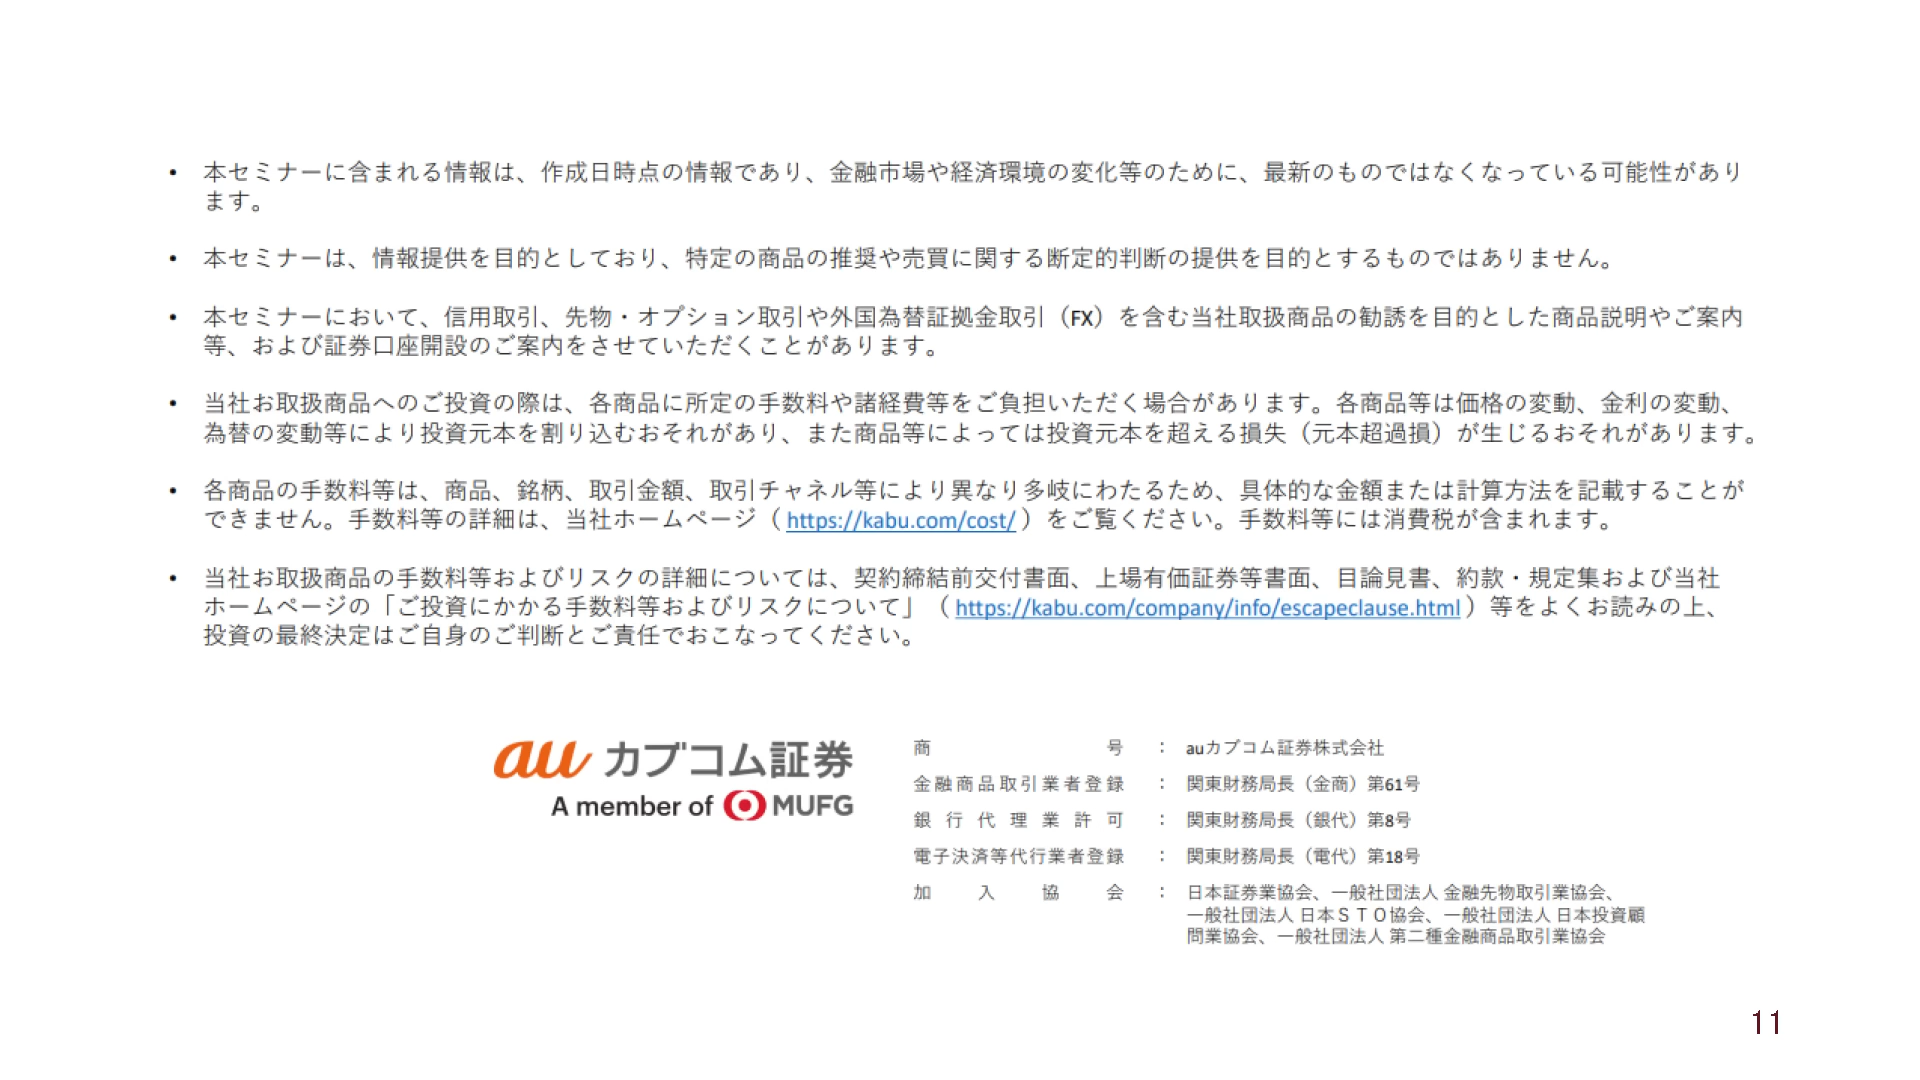 • 本セミナーに含まれる情報は、作成日時点の情報であり、金融市場や経済環境の変化等のために、最新のものではなくなっている可能性があり
ます。
• 本セミナーは、情報提供を目的としており、特定の商品の推奨や売買に関する断定的判断の提供を目的とするものではありません。
• 本セミナーにおいて、信用取引、先物・オプション取引や外国為替証拠金取引（FX）を含む当社取扱商品の勧誘を目的とした商品説明やご案内
等、および証券口座開設のご案内をさせていただくことがあります。
• 当社お取扱商品へのご投資の際は、各商品に所定の手数料や諸経費等をご負担いただく場合があります。各商品等は価格の変動、金利の変動、
為替の変動等により投資元本を割り込むおそれがあり、また商品等によっては投資元本を超える損失（元本超過損）が生じるおそれがあります。
• 各商品の手数料等は、商品、銘柄、取引金額、取引チャネル等により異なり多岐にわたるため、具体的な金額または計算方法を記載することが
できません。手数料等の詳細は、当社ホームページ（ https://kabu.com/cost/ ）をご覧ください。手数料等には消費税が含まれます。
• 当社お取扱商品の手数料等およびリスクの詳細については、契約締結前交付書面、上場有価証券等書面、目論見書、約款・規定集および当社
ホームページの「ご投資にかかる手数料等およびリスクについて」（ https://kabu.com/company/info/escapeclause.html ）等をよくお読みの上、
投資の最終決定はご自身のご判断とご責任でおこなってください。
au カブコム証券
A member of MUFG
商号 ： auカブコム証券株式会社
金融商品取引業者登録 ： 関東財務局長（金商）第61号
銀行代理業許可 ： 関東財務局長（銀代）第8号
電子決済等代行業者登録 ： 関東財務局長（電代）第18号
加入協会 ： 日本証券業協会、一般社団法人 金融先物取引業協会、
一般社団法人 日本ＳＴＯ協会、一般社団法人 日本投資顧
問業協会、一般社団法人 第二種金融商品取引業協会
11